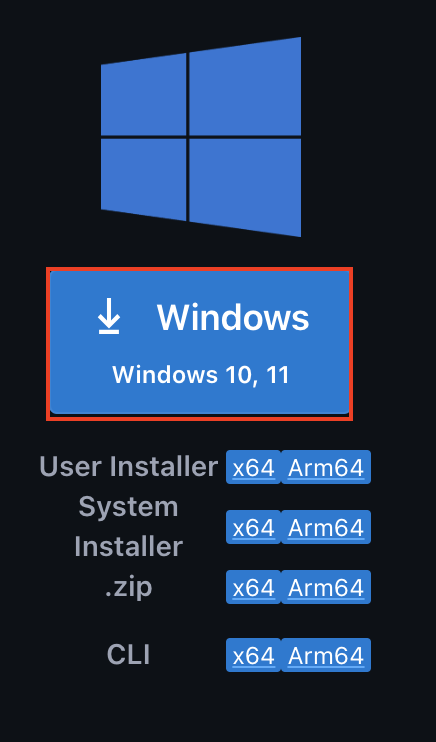 Windows
Windows 10, 11
User Installer x64 Arm64
System
Installer x64 Arm64
.zip x64 Arm64
CLI x64 Arm64